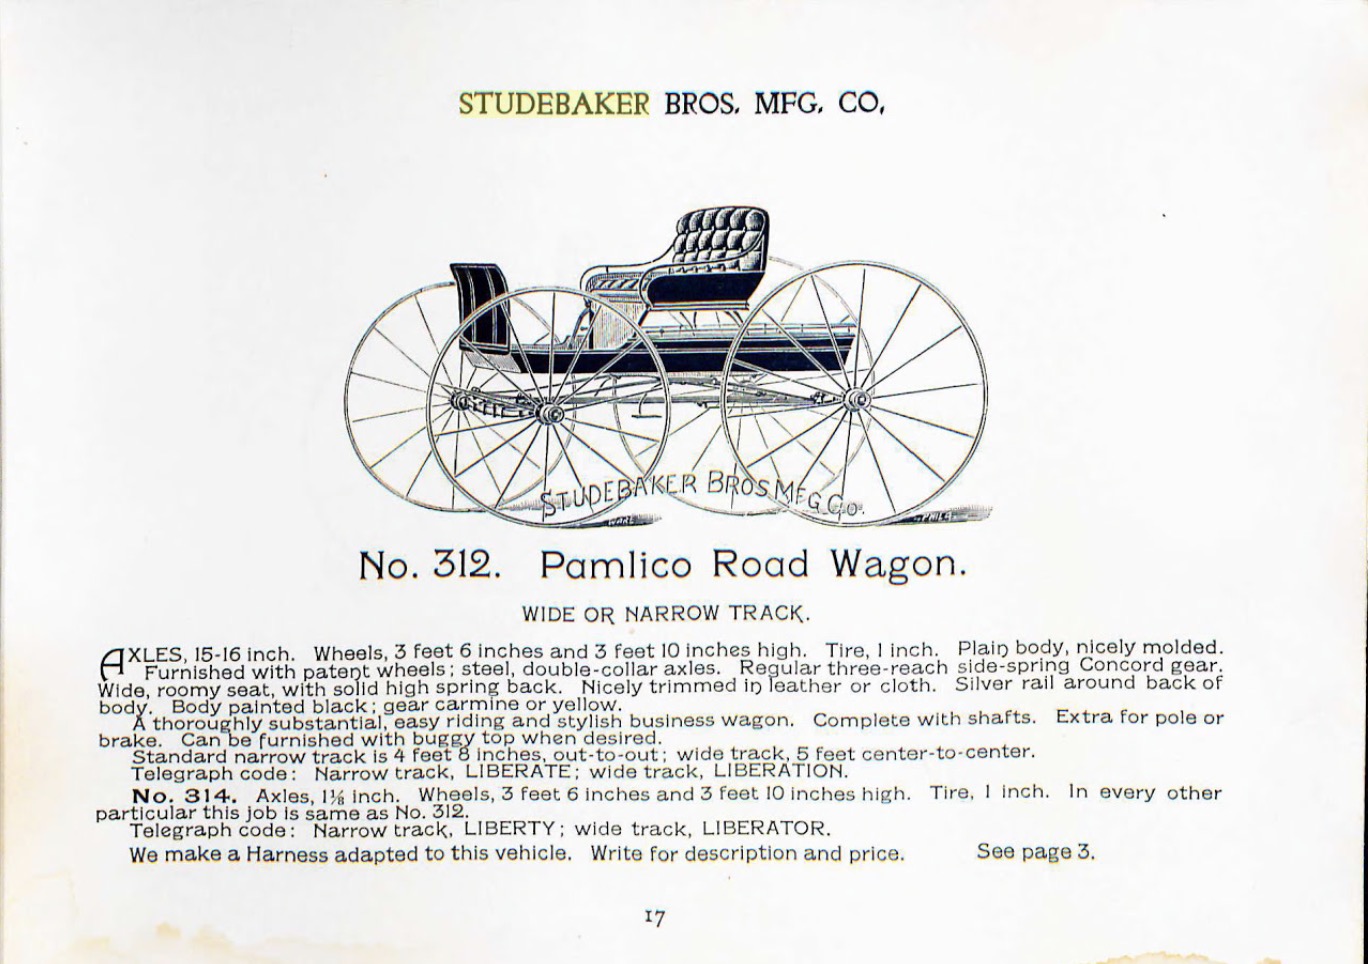 STUDEBAKER BROS. MFG. CO.
STUDEBAKER BROS MFG CO.
No. 312. Pamlico Road Wagon.
WIDE OR NARROW TRACK.
AXLES, 15-16 inch. Wheels, 3 feet 6 inches and 3 feet 10 inches high. Tire, 1 inch. Plain body, nicely molded.
Furnished with patent wheels; steel, double-collar axles. Regular three-reach side-spring Concord gear.
Wide, roomy seat, with solid high spring back. Nicely trimmed in leather or cloth. Silver rail around back of
body. Body painted black; gear carmine or yellow.
A thoroughly substantial, easy riding and stylish business wagon. Complete with shafts. Extra for pole or
brake. Can be furnished with buggy top when desired.
Standard narrow track is 4 feet 8 inches, out-to-out; wide track, 5 feet center-to-center.
Telegraph code: Narrow track, LIBERATE; wide track, LIBERATION.
No. 314. Axles, 1⅛ inch. Wheels, 3 feet 6 inches and 3 feet 10 inches high. Tire, 1 inch. In every other
particular this job is same as No. 312.
Telegraph code: Narrow track, LIBERTY; wide track, LIBERATOR.
We make a Harness adapted to this vehicle. Write for description and price. See page 3.
17